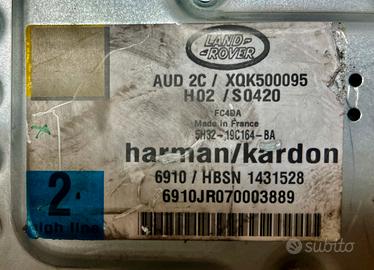 LAND-
ROVER
AUD 2C / XQK500095
H02 / S0420
FC4DA
Made in France
5H32-19C164-BA
harman/kardon
6910 / HBSN 1431528
6910JR070003889
2
high line
subito